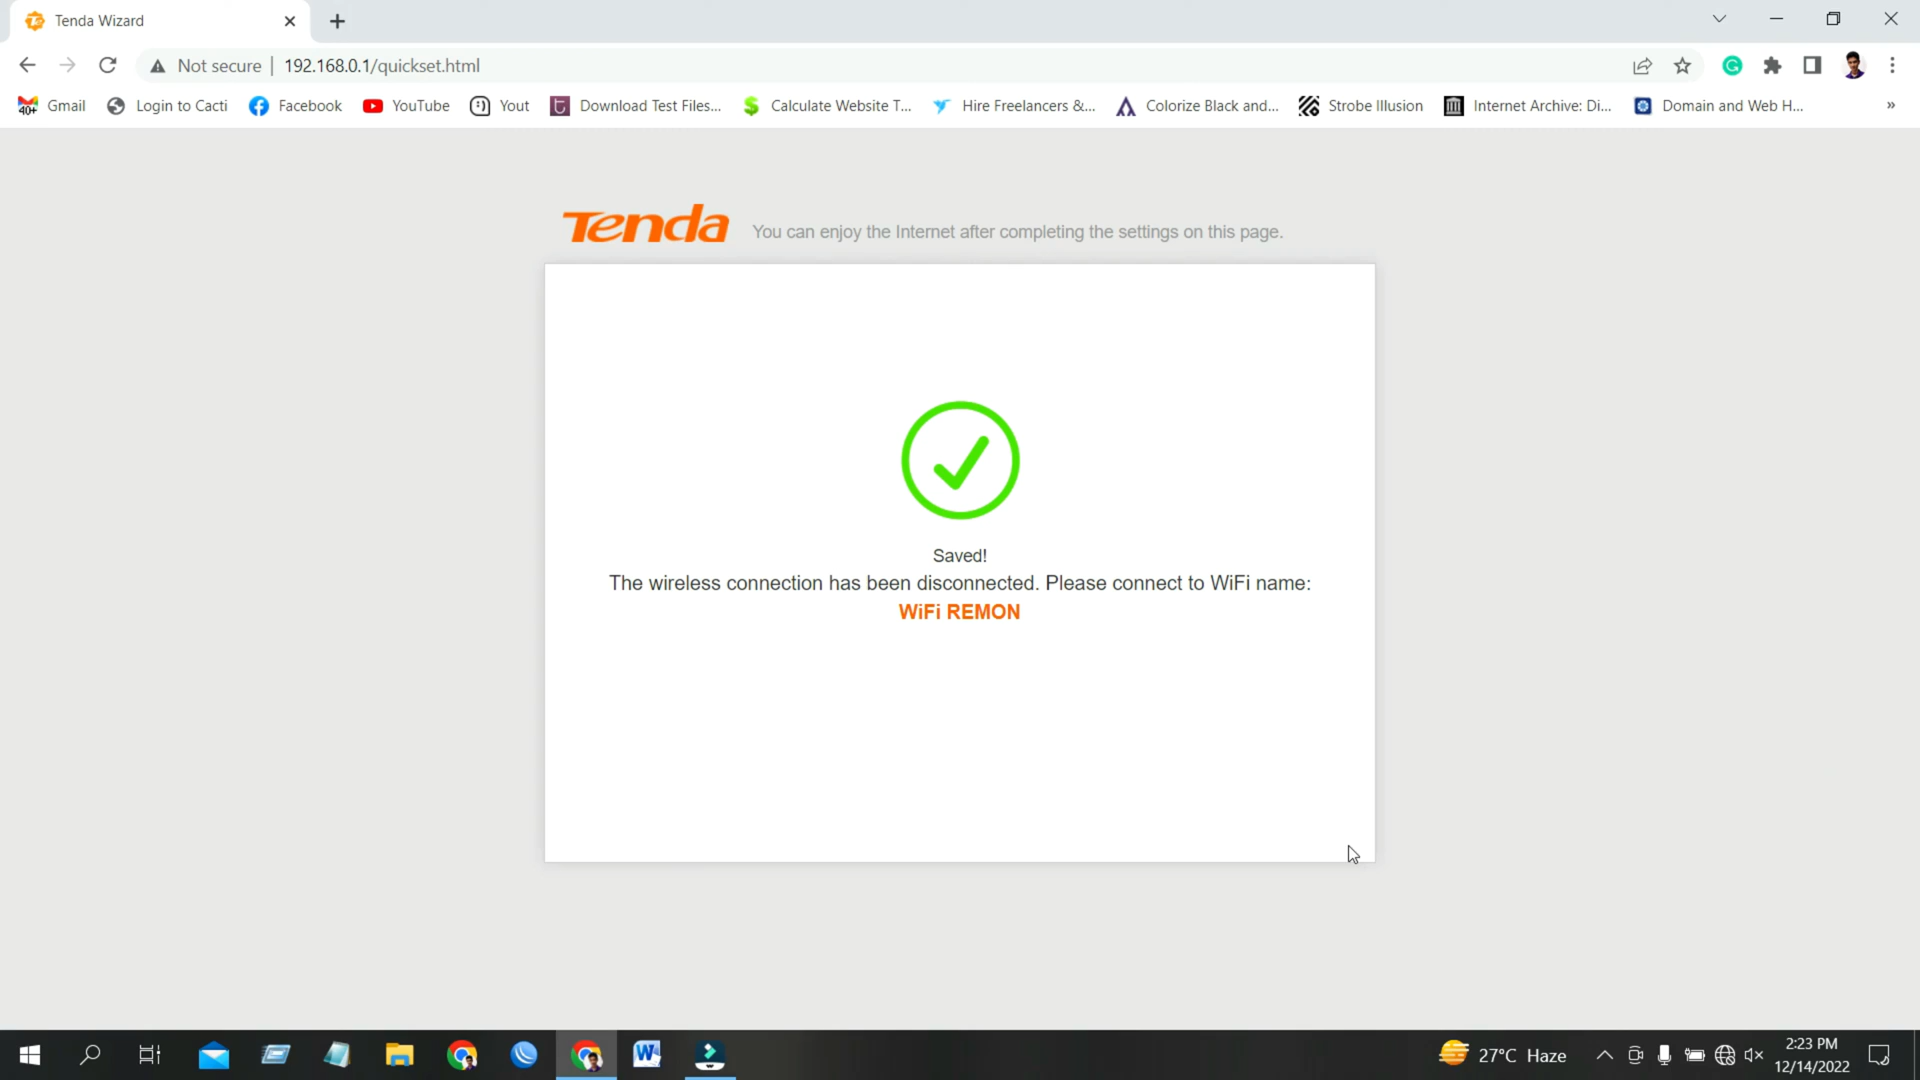 Tenda Wizard
Not secure | 192.168.0.1/quickset.html
40+ Gmail Login to Cacti Facebook YouTube Yout Download Test Files... Calculate Website T... Hire Freelancers &... Colorize Black and... Strobe Illusion Internet Archive: Di... Domain and Web H... »
Tenda You can enjoy the Internet after completing the settings on this page.
Saved!
The wireless connection has been disconnected. Please connect to WiFi name:
WiFi REMON
27°C Haze
2:23 PM
12/14/2022